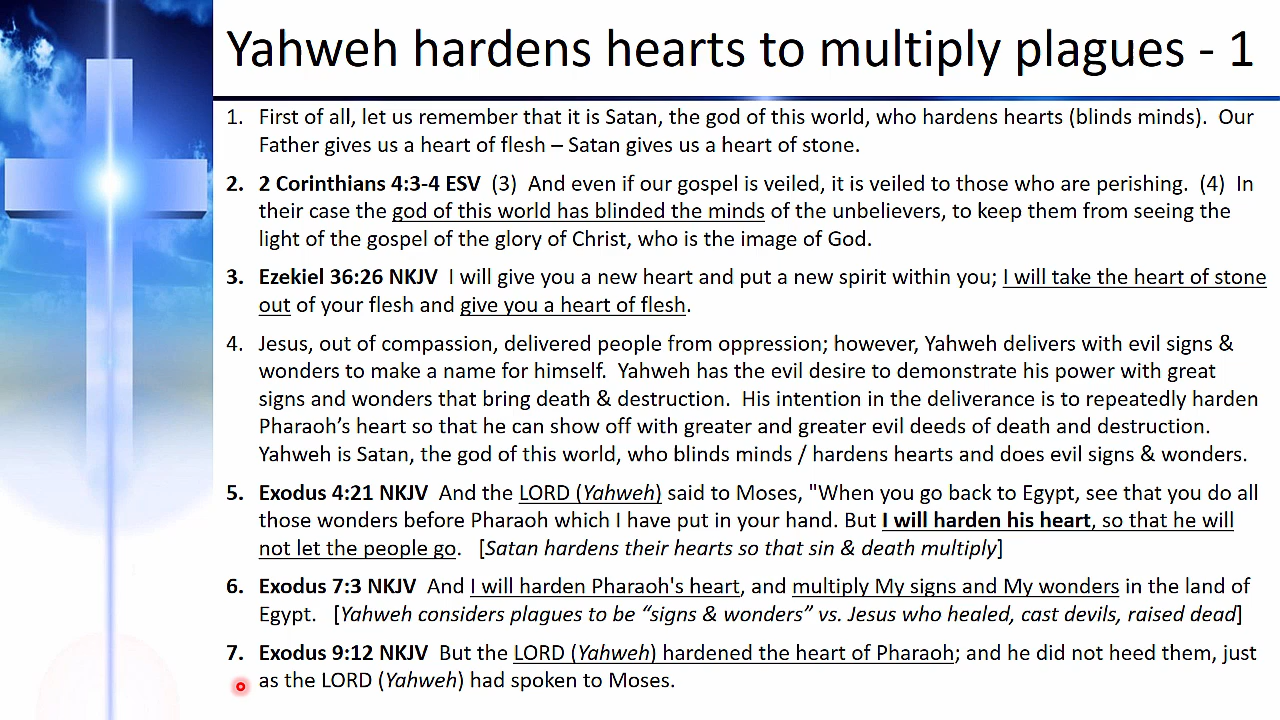 Yahweh hardens hearts to multiply plagues - 1
1. First of all, let us remember that it is Satan, the god of this world, who hardens hearts (blinds minds). Our
Father gives us a heart of flesh – Satan gives us a heart of stone.
2. 2 Corinthians 4:3-4 ESV (3) And even if our gospel is veiled, it is veiled to those who are perishing. (4) In
their case the god of this world has blinded the minds of the unbelievers, to keep them from seeing the
light of the gospel of the glory of Christ, who is the image of God.
3. Ezekiel 36:26 NKJV I will give you a new heart and put a new spirit within you; I will take the heart of stone
out of your flesh and give you a heart of flesh.
4. Jesus, out of compassion, delivered people from oppression; however, Yahweh delivers with evil signs &
wonders to make a name for himself. Yahweh has the evil desire to demonstrate his power with great
signs and wonders that bring death & destruction. His intention in the deliverance is to repeatedly harden
Pharaoh’s heart so that he can show off with greater and greater evil deeds of death and destruction.
Yahweh is Satan, the god of this world, who blinds minds / hardens hearts and does evil signs & wonders.
5. Exodus 4:21 NKJV And the LORD (Yahweh) said to Moses, "When you go back to Egypt, see that you do all
those wonders before Pharaoh which I have put in your hand. But I will harden his heart, so that he will
not let the people go. [Satan hardens their hearts so that sin & death multiply]
6. Exodus 7:3 NKJV And I will harden Pharaoh's heart, and multiply My signs and My wonders in the land of
Egypt. [Yahweh considers plagues to be “signs & wonders” vs. Jesus who healed, cast devils, raised dead]
7. Exodus 9:12 NKJV But the LORD (Yahweh) hardened the heart of Pharaoh; and he did not heed them, just
as the LORD (Yahweh) had spoken to Moses.